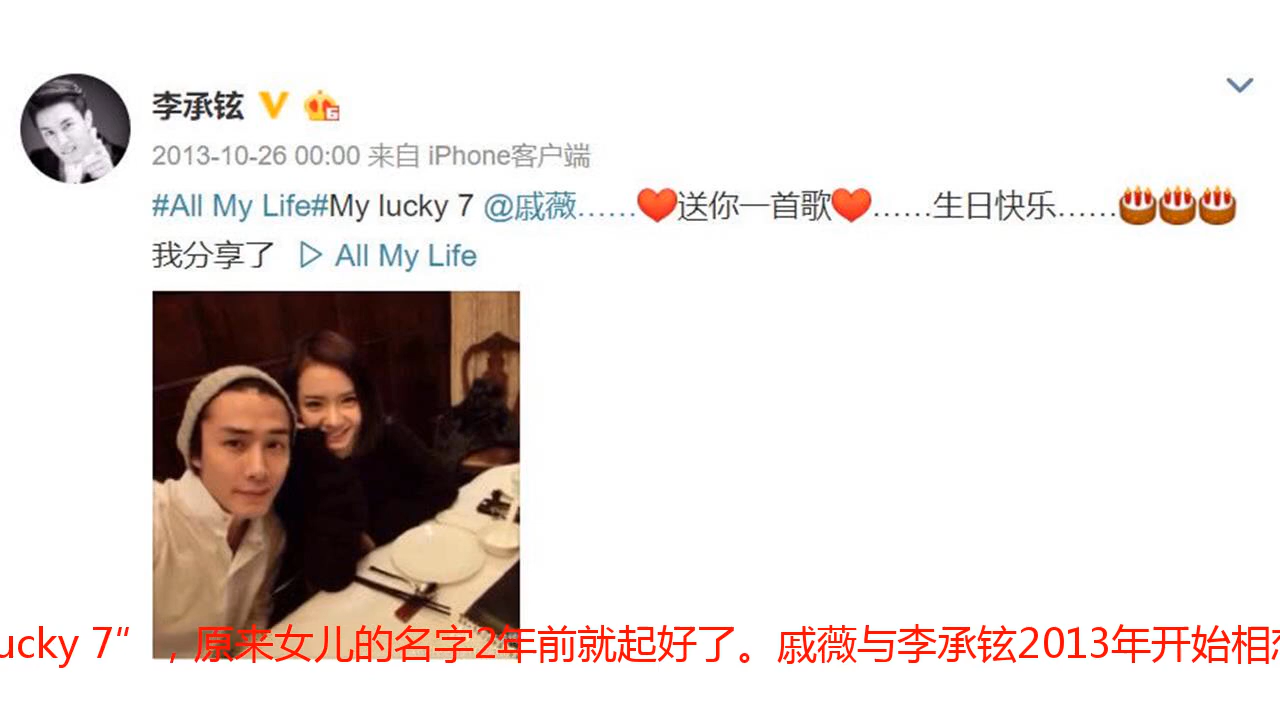 李承铉
2013-10-26 00:00 来自 iPhone客户端
#All My Life#My lucky 7 @戚薇……❤️送你一首歌❤️……生日快乐……🎂🎂🎂
我分享了 ▷ All My Life
ucky 7”，原来女儿的名字2年前就起好了。戚薇与李承铉2013年开始相